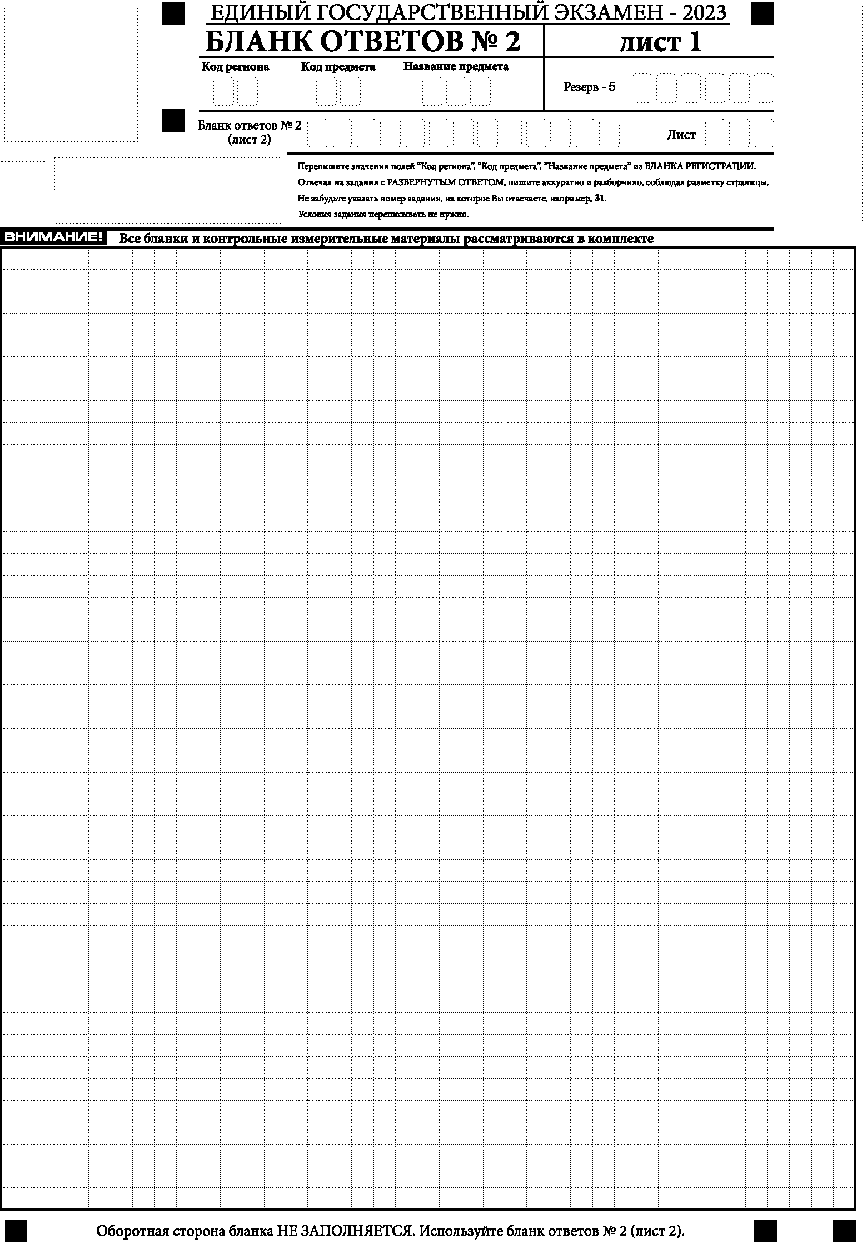 ЕДИНЫЙ ГОСУДАРСТВЕННЫЙ ЭКЗАМЕН - 2023
БЛАНК ОТВЕТОВ № 2
лист 1
Код региона Код предмета Название предмета
Резерв - 5
Бланк ответов № 2
(лист 2)
Лист
Перепишите значения полей "Код региона", "Код предмета", "Название предмета" из БЛАНКА РЕГИСТРАЦИИ.
Отвечая на задания с РАЗВЕРНУТЫМ ОТВЕТОМ, пишите аккуратно и разборчиво, соблюдая разметку страницы.
Не забудьте указать номер задания, на которое Вы отвечаете, например, 31.
Условия задания переписывать не нужно.
ВНИМАНИЕ! Все бланки и контрольные измерительные материалы рассматриваются в комплекте
Оборотная сторона бланка НЕ ЗАПОЛНЯЕТСЯ. Используйте бланк ответов № 2 (лист 2).